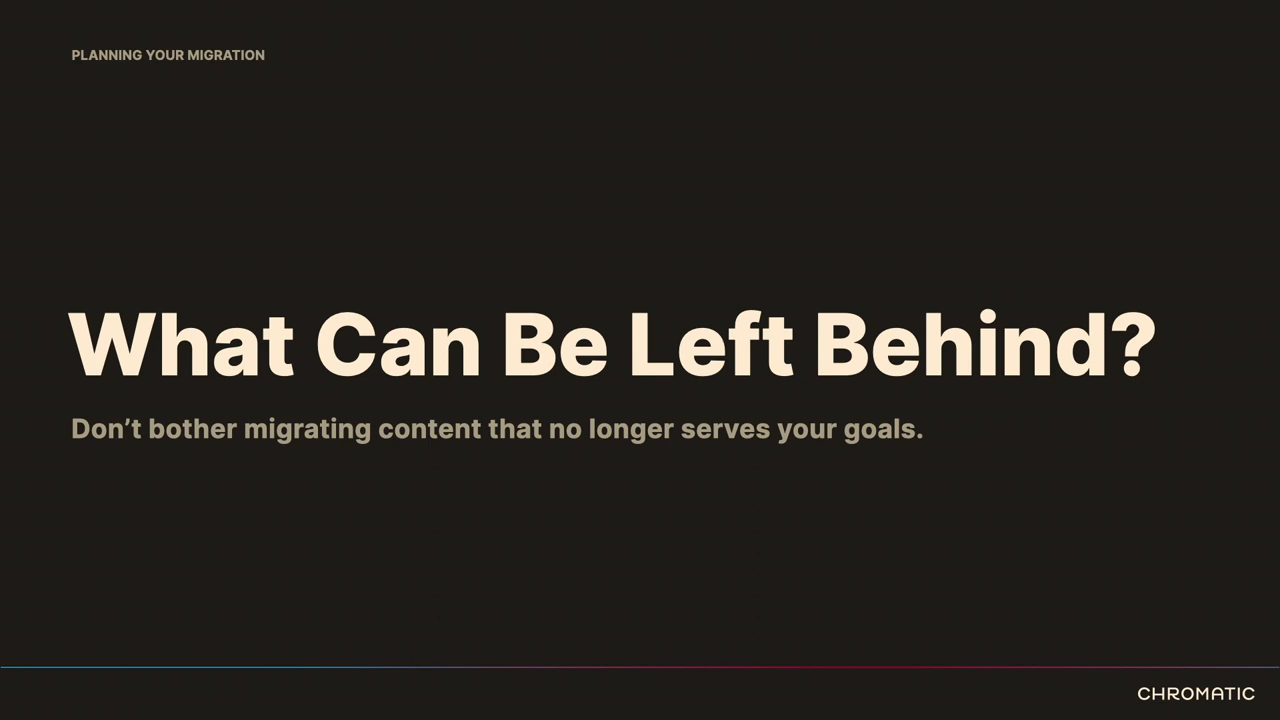 PLANNING YOUR MIGRATION
What Can Be Left Behind?
Don’t bother migrating content that no longer serves your goals.
CHROMATIC